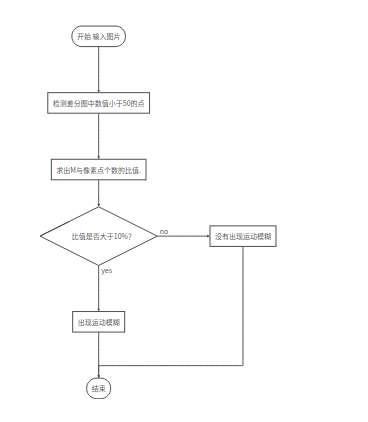 开始 输入图片
检测差分图中数值小于50的点
求出M与像素点个数的比值.
比值是否大于10%?
no
没有出现运动模糊
yes
出现运动模糊
结束